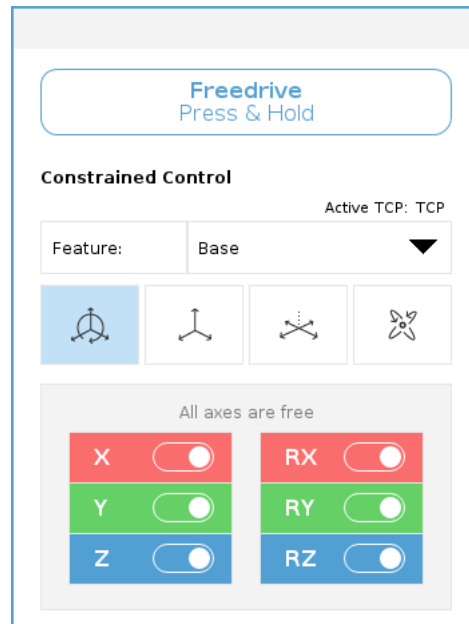 Freedrive
Press & Hold
Constrained Control
Active TCP: TCP
Feature: Base
All axes are free
X RX
Y RY
Z RZ